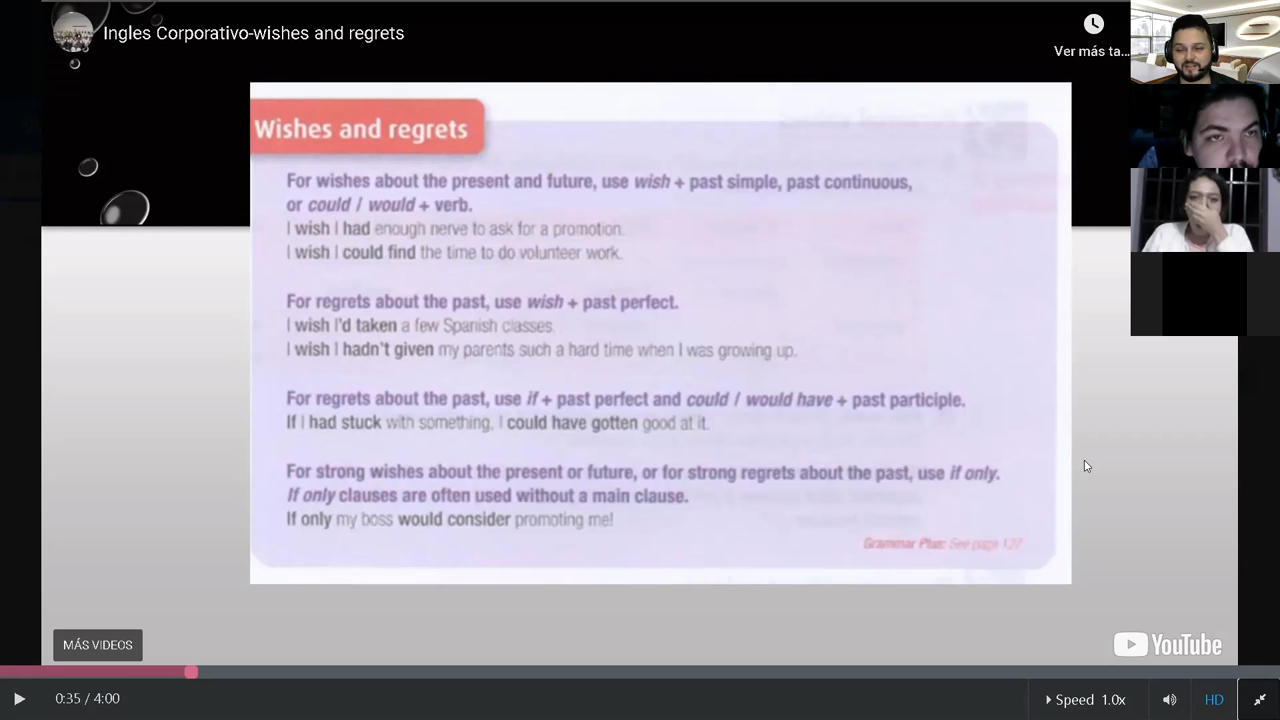 Ingles Corporativo-wishes and regrets
Ver más ta...
Wishes and regrets
For wishes about the present and future, use wish + past simple, past continuous,
or could / would + verb.
I wish I had enough nerve to ask for a promotion.
I wish I could find the time to do volunteer work.
For regrets about the past, use wish + past perfect.
I wish I'd taken a few Spanish classes.
I wish I hadn't given my parents such a hard time when I was growing up.
For regrets about the past, use if + past perfect and could / would have + past participle.
If I had stuck with something, I could have gotten good at it.
For strong wishes about the present or future, or for strong regrets about the past, use if only.
If only clauses are often used without a main clause.
If only my boss would consider promoting me!
Grammar Plus: See page 127
MÁS VIDEOS
YouTube
0:35 / 4:00
Speed 1.0x
HD